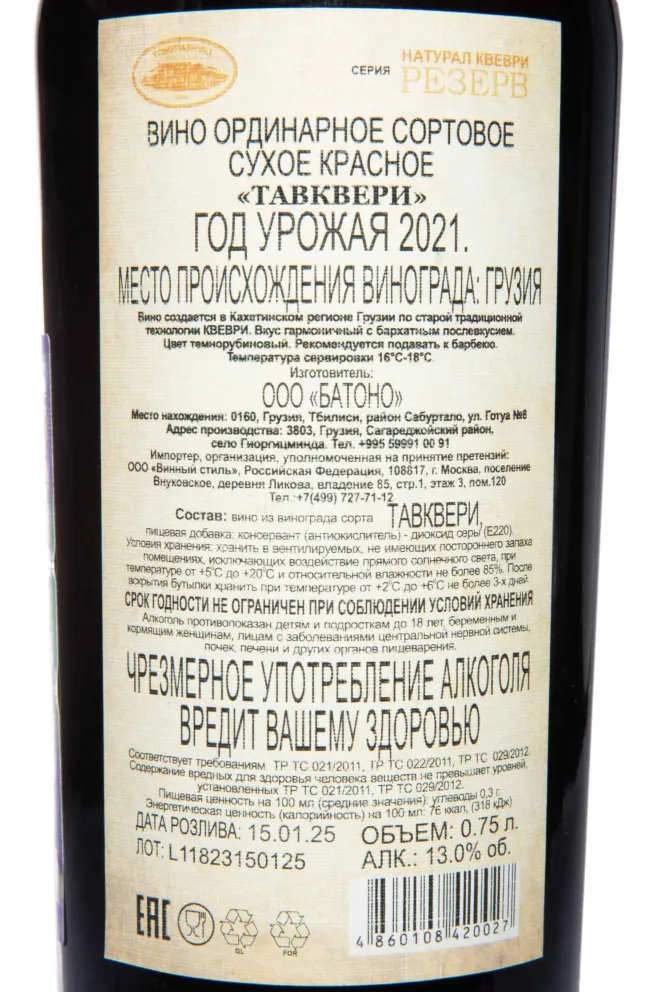 СЕРИЯ
НАТУРАЛ КВЕВРИ
РЕЗЕРВ
ВИНО ОРДИНАРНОЕ СОРТОВОЕ
СУХОЕ КРАСНОЕ
«ТАВКВЕРИ»
ГОД УРОЖАЯ 2021.
МЕСТО ПРОИСХОЖДЕНИЯ ВИНОГРАДА: ГРУЗИЯ
Вино создается в Кахетинском регионе Грузии по старой традиционной
технологии КВЕВРИ. Вкус гармоничный с бархатным послевкусием.
Цвет темнорубиновый. Рекомендуется подавать к барбекю.
Температура сервировки 16°С-18°С
Изготовитель:
ООО «БАТОНО»
Место нахождения: 0160, Грузия, Тбилиси, район Сабуртало, ул. Готуа №8
Адрес производства: 3803, Грузия, Сагареджойский район,
село Гиоргицминда. Тел. +995 59991 00 91
Импортер, организация, уполномоченная на принятие претензий:
ООО «Винный стиль», Российская Федерация, 108817, г. Москва, поселение
Внуковское, деревня Ликова, владение 85, стр.1, этаж 3, пом.120
Тел.:+7(499) 727-71-12
Состав: вино из винограда сорта ТАВКВЕРИ,
пищевая добавка: консервант (антиокислитель) - диоксид серы (Е220).
Условия хранения: хранить в вентилируемых, не имеющих постороннего запаха
помещениях, исключающих воздействие прямого солнечного света, при
температуре от +5°С до +20°С и относительной влажности не более 85%. После
вскрытия бутылки хранить при температуре от +2°С до +6°С не более 3-х дней.
СРОК ГОДНОСТИ НЕ ОГРАНИЧЕН ПРИ СОБЛЮДЕНИИ УСЛОВИЙ ХРАНЕНИЯ
Алкоголь противопоказан детям и подросткам до 18 лет, беременным и
кормящим женщинам, лицам с заболеваниями центральной нервной системы,
почек, печени и других органов пищеварения.
ЧРЕЗМЕРНОЕ УПОТРЕБЛЕНИЕ АЛКОГОЛЯ
ВРЕДИТ ВАШЕМУ ЗДОРОВЬЮ
Соответствует требованиям ТР ТС 021/2011, ТР ТС 022/2011, ТР ТС 029/2012.
Содержание вредных для здоровья человека веществ не превышает уровней,
установленных ТР ТС 021/2011, ТР ТС 029/2012.
Пищевая ценность на 100 мл (средние значения): углеводы 0,3 г.
Энергетическая ценность (калорийность) на 100 мл: 76 ккал, (318 кДж)
ДАТА РОЗЛИВА: 15.01.25
ОБЪЕМ: 0.75 л.
ЛОТ: L11823150125
АЛК.: 13.0% об.
ЕАС
GL
FOR
4 860108 420027